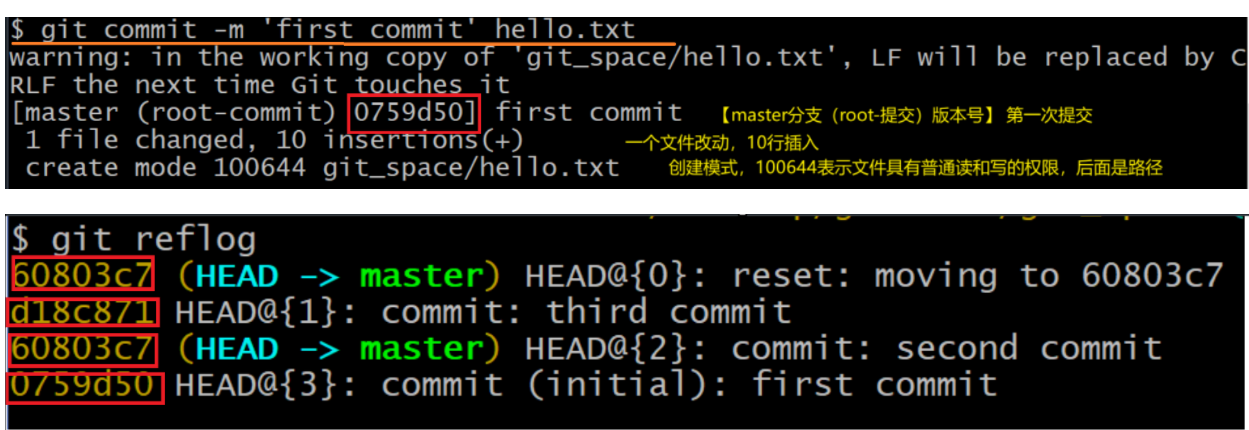 $ git commit -m 'first commit' hello.txt
warning: in the working copy of 'git_space/hello.txt', LF will be replaced by C
RLF the next time Git touches it
[master (root-commit) 0759d50] first commit 【master分支（root-提交）版本号】第一次提交
1 file changed, 10 insertions(+) 一个文件改动，10行插入
create mode 100644 git_space/hello.txt 创建模式，100644表示文件具有普通读和写的权限，后面是路径
$ git reflog
60803c7 (HEAD -> master) HEAD@{0}: reset: moving to 60803c7
d18c871 HEAD@{1}: commit: third commit
60803c7 (HEAD -> master) HEAD@{2}: commit: second commit
0759d50 HEAD@{3}: commit (initial): first commit